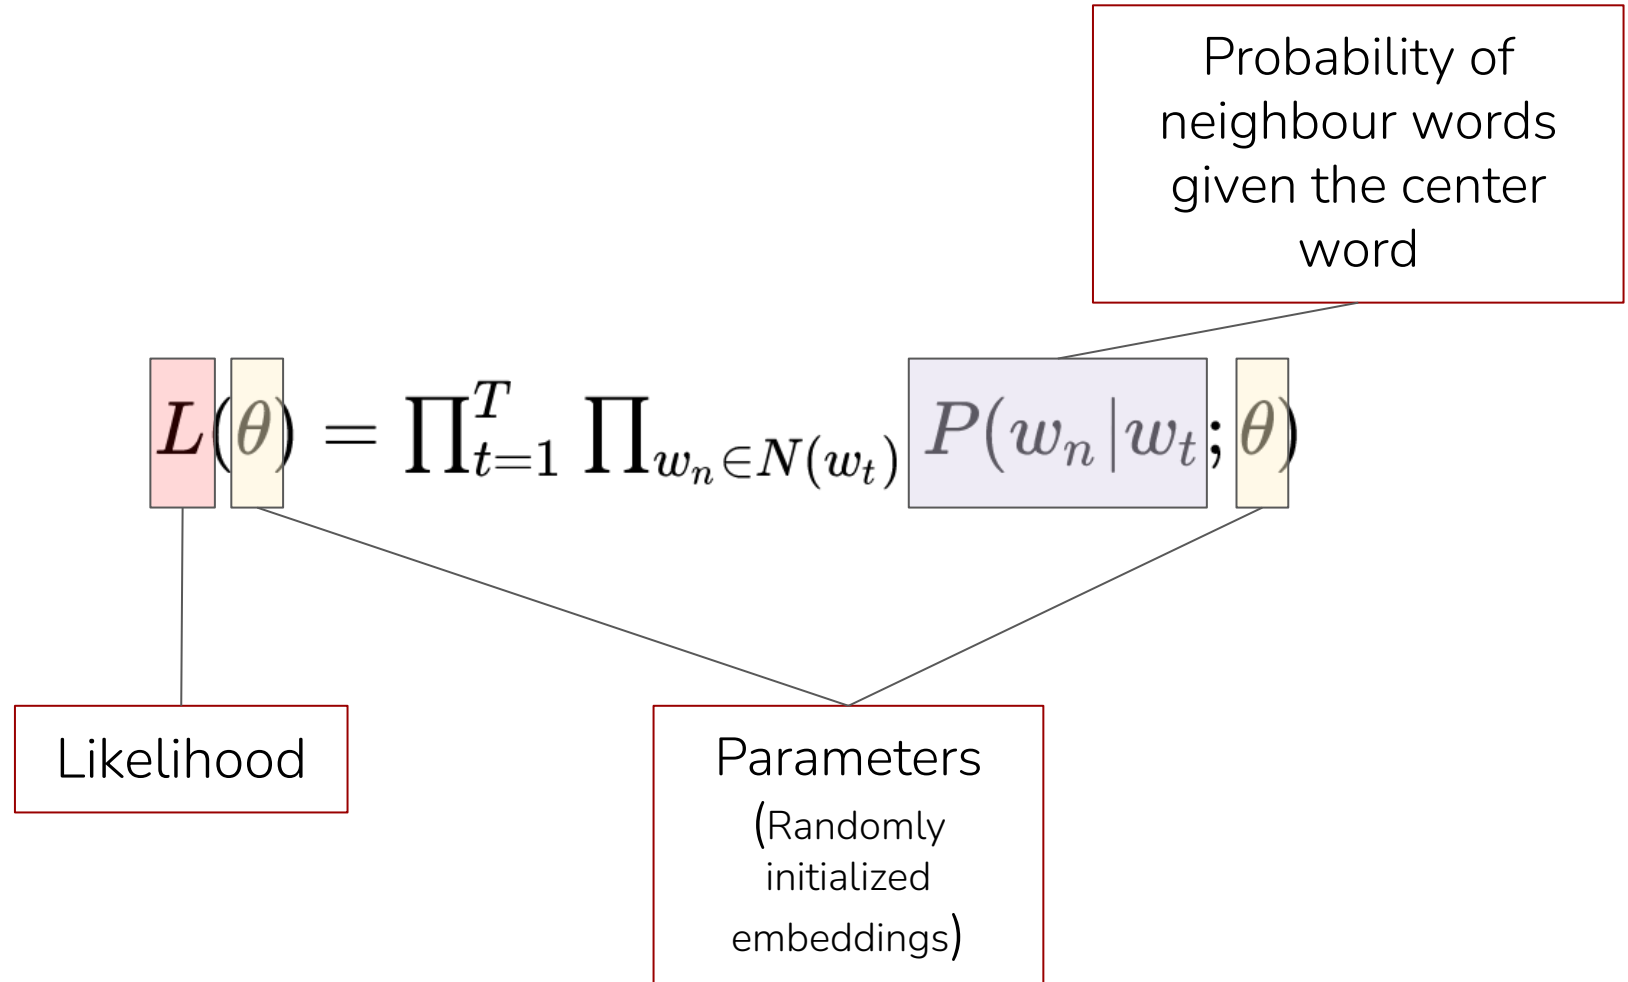 Probability of
neighbour words
given the center
word
L(θ) = ∏_{t=1}^{T} ∏_{w_n∈N(w_t)} P(w_n|w_t; θ)
Likelihood
Parameters
(Randomly
initialized
embeddings)